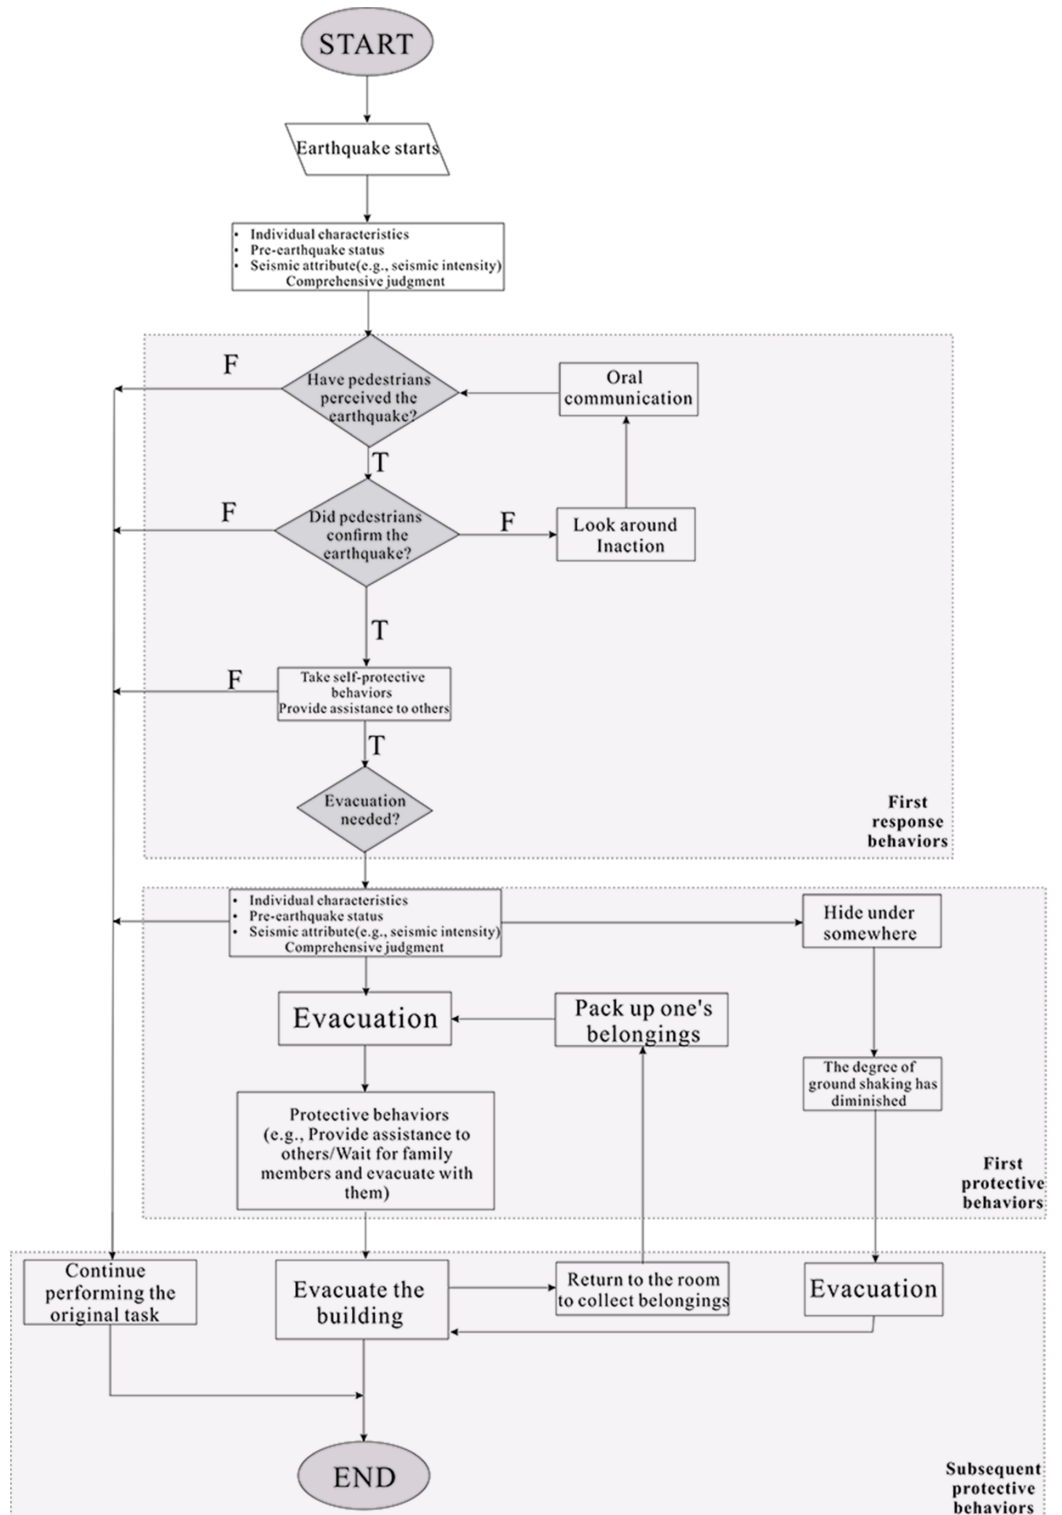 START
Earthquake starts
• Individual characteristics
• Pre-earthquake status
• Seismic attribute(e.g., seismic intensity)
Comprehensive judgment
F
Have pedestrians
perceived the
earthquake?
Oral
communication
T
F
Did pedestrians
confirm the
earthquake?
F
Look around
Inaction
T
F
Take self-protective
behaviors
Provide assistance to others
T
Evacuation
needed?
First
response
behaviors
• Individual characteristics
• Pre-earthquake status
• Seismic attribute(e.g., seismic intensity)
Comprehensive judgment
Hide under
somewhere
Evacuation
Pack up one's
belongings
The degree of
ground shaking has
diminished
Protective behaviors
(e.g., Provide assistance to
others/Wait for family
members and evacuate with
them)
First
protective
behaviors
Continue
performing the
original task
Evacuate the
building
Return to the room
to collect belongings
Evacuation
END
Subsequent
protective
behaviors